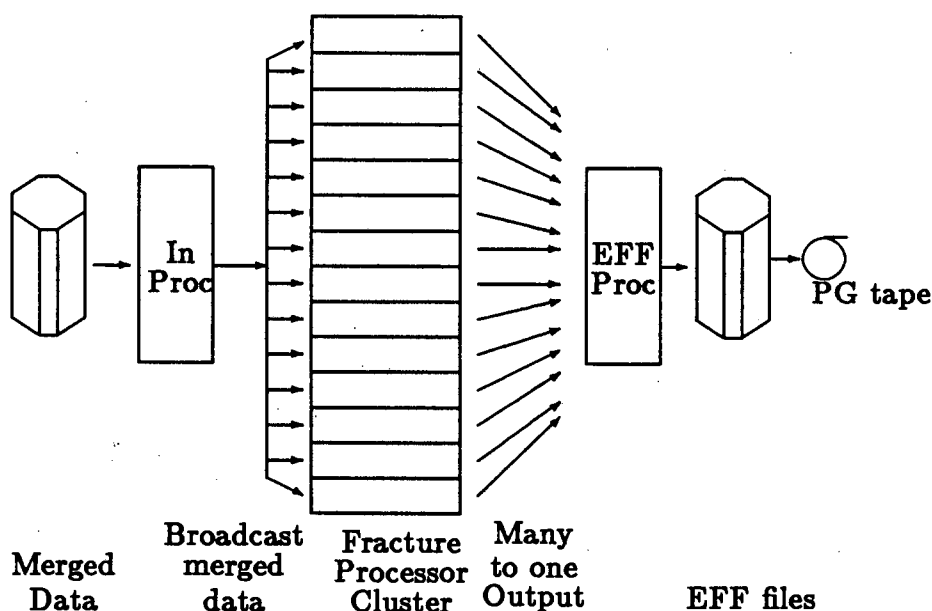 In
Proc
EFF
Proc
PG tape
Merged
Data
Broadcast
merged
data
Fracture
Processor
Cluster
Many
to one
Output
EFF files